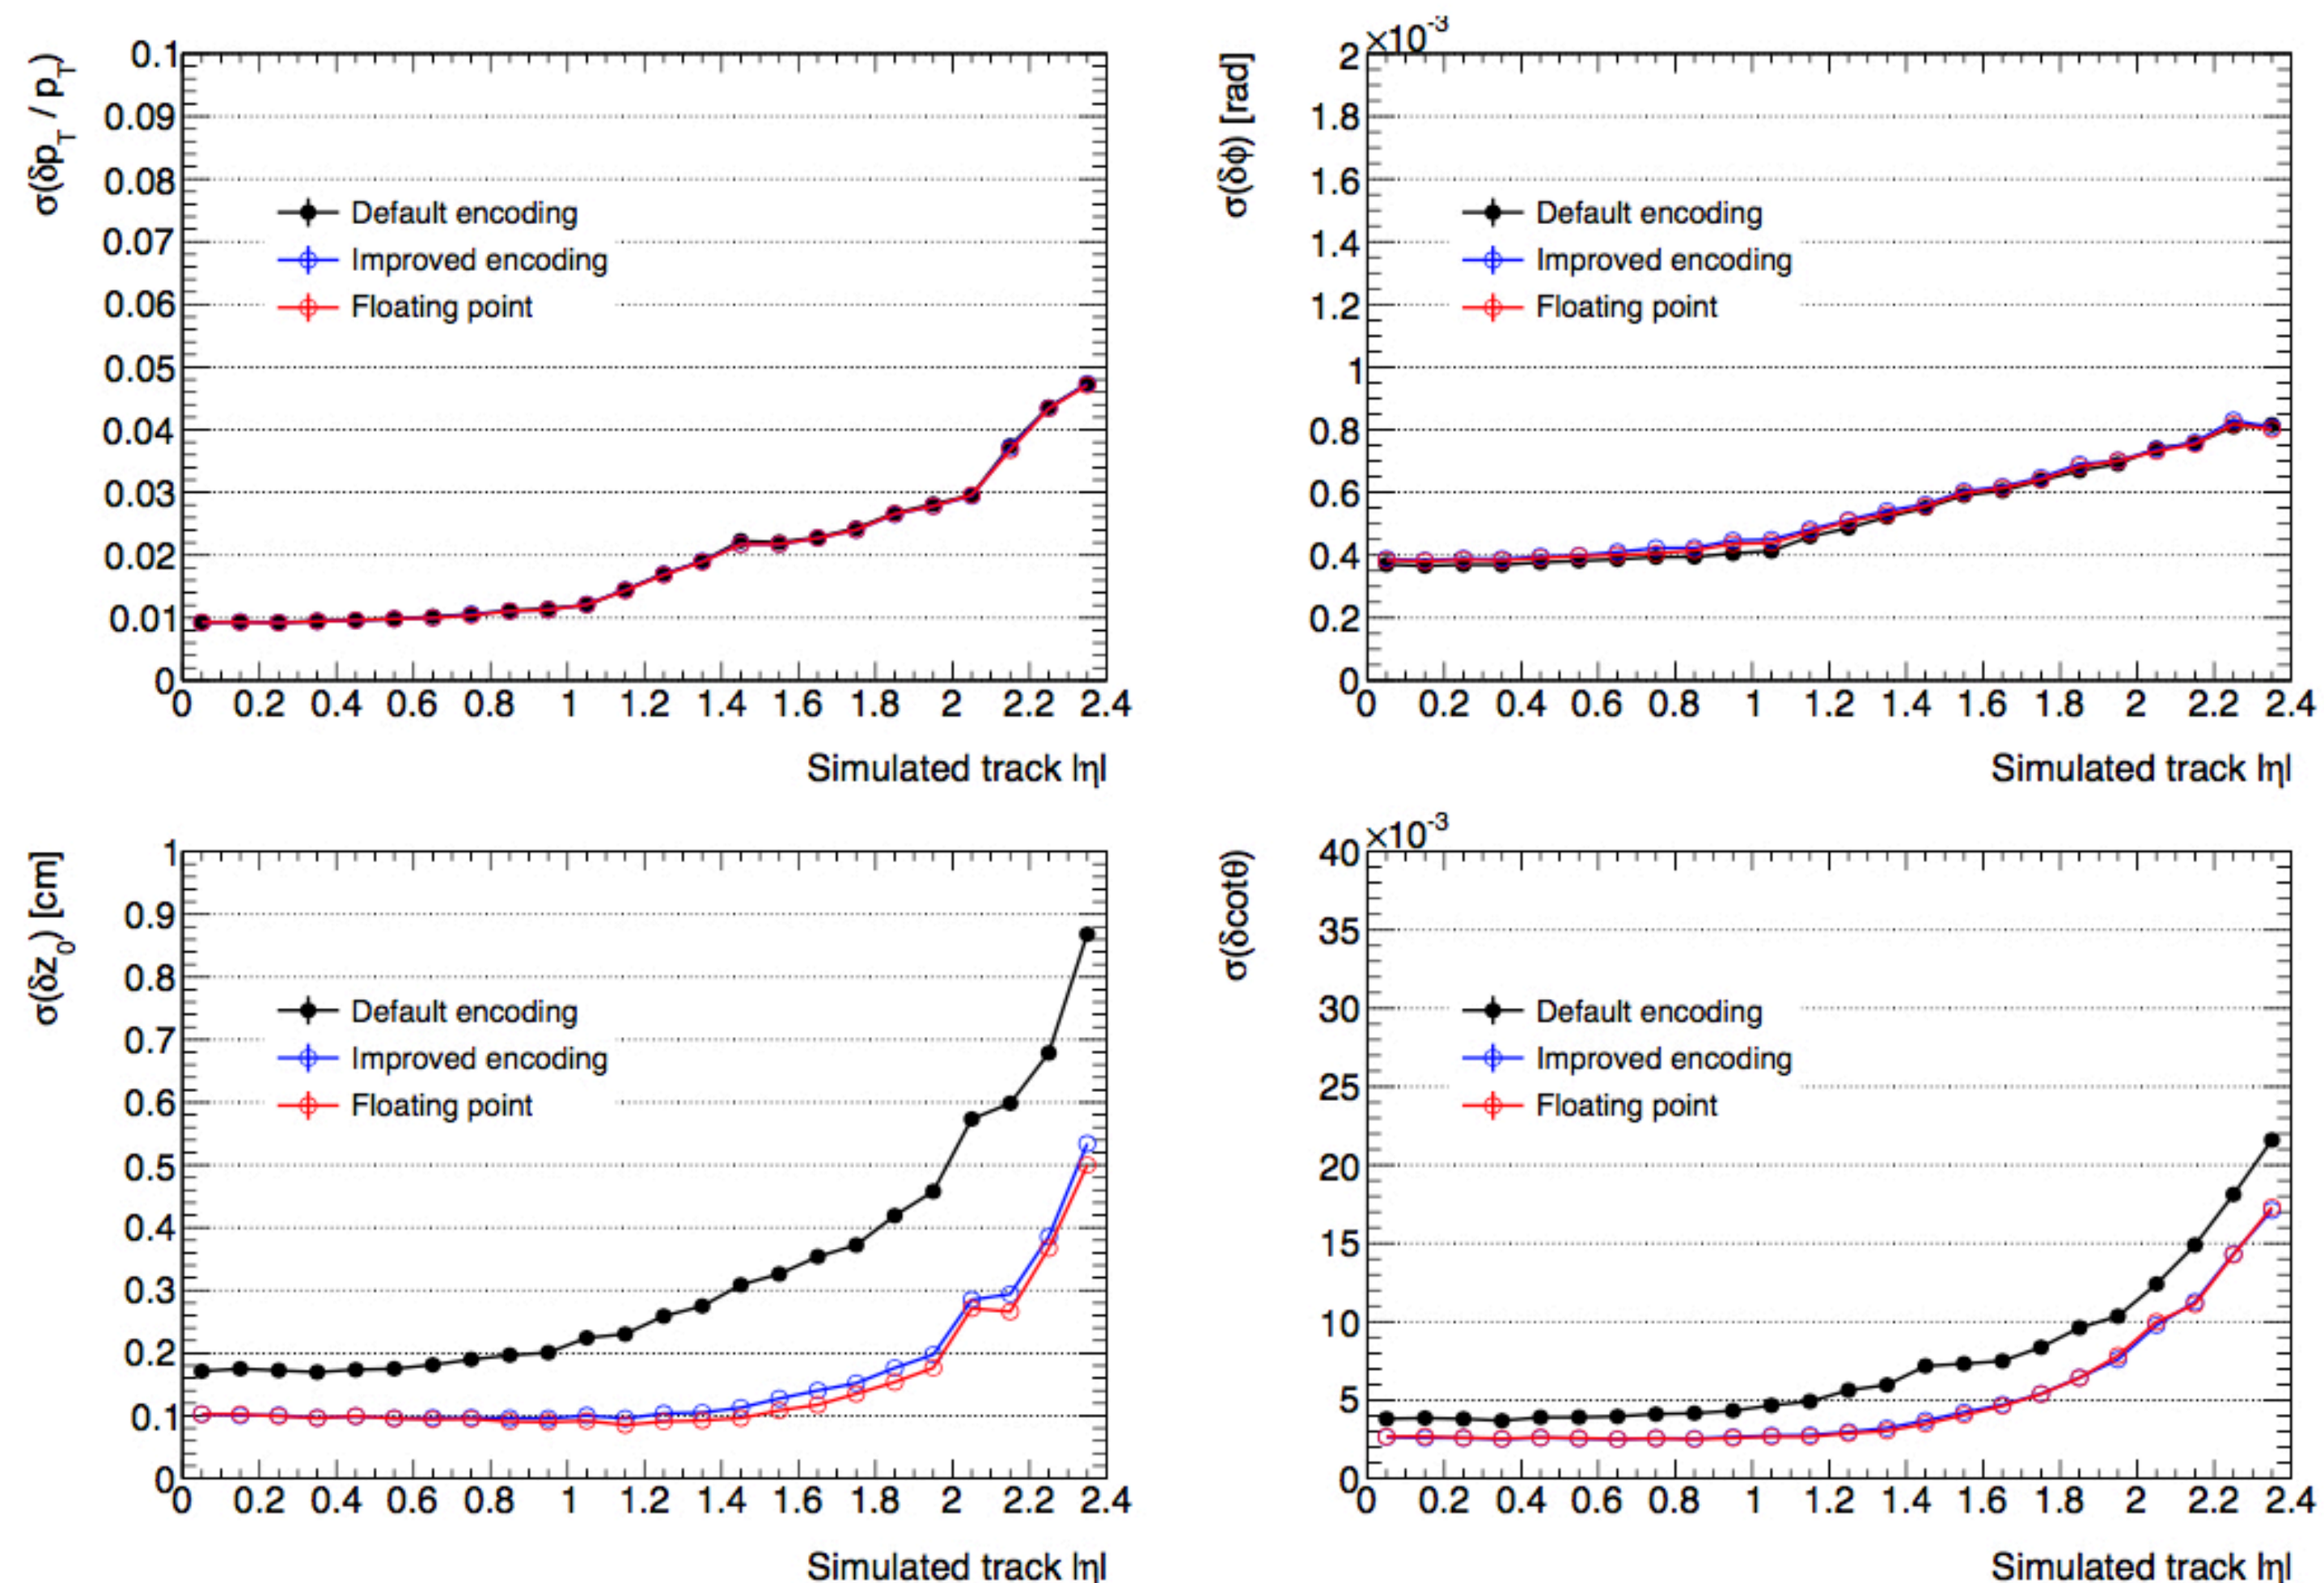 σ(δp_T / p_T)
0.1
0.09
0.08
0.07
0.06
0.05
0.04
0.03
0.02
0.01
0
Default encoding
Improved encoding
Floating point
0 0.2 0.4 0.6 0.8 1 1.2 1.4 1.6 1.8 2 2.2 2.4
Simulated track |η|
σ(δφ) [rad]
×10^-3
2
1.8
1.6
1.4
1.2
1
0.8
0.6
0.4
0.2
0
Default encoding
Improved encoding
Floating point
0 0.2 0.4 0.6 0.8 1 1.2 1.4 1.6 1.8 2 2.2 2.4
Simulated track |η|
σ(δz_0) [cm]
1
0.9
0.8
0.7
0.6
0.5
0.4
0.3
0.2
0.1
0
Default encoding
Improved encoding
Floating point
0 0.2 0.4 0.6 0.8 1 1.2 1.4 1.6 1.8 2 2.2 2.4
Simulated track |η|
σ(δcotθ)
×10^-3
40
35
30
25
20
15
10
5
0
Default encoding
Improved encoding
Floating point
0 0.2 0.4 0.6 0.8 1 1.2 1.4 1.6 1.8 2 2.2 2.4
Simulated track |η|